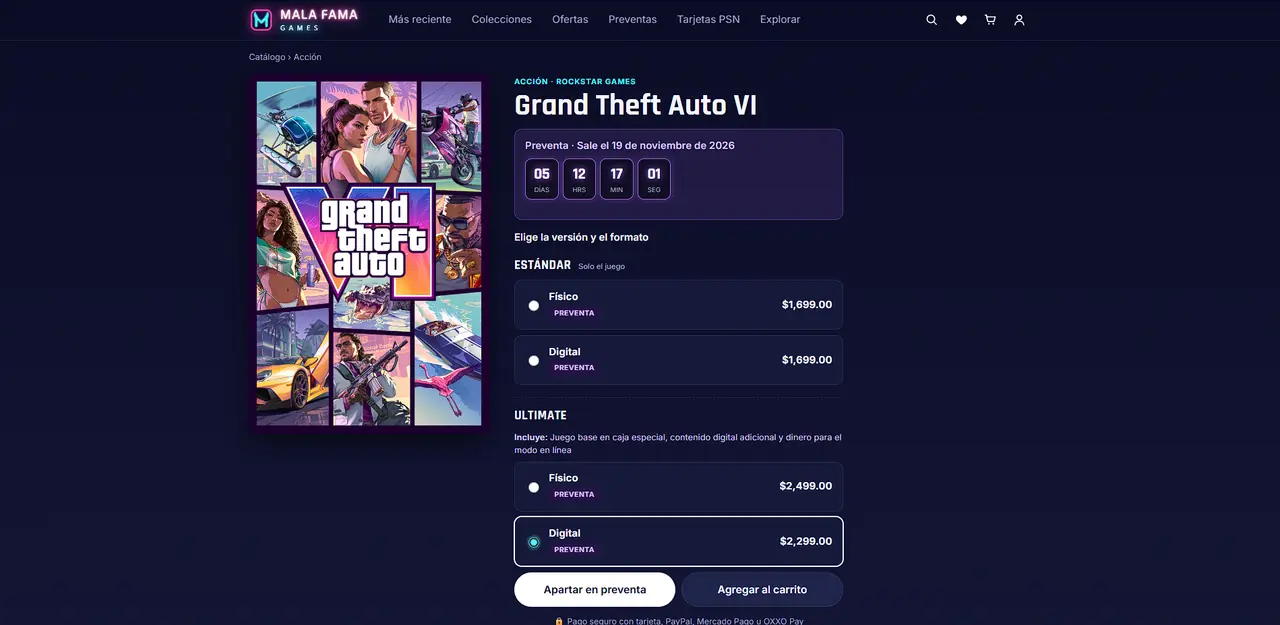 MALA FAMA
GAMES
Más reciente Colecciones Ofertas Preventas Tarjetas PSN Explorar
Catálogo › Acción
grand
theft
auto
VI
ACCIÓN · ROCKSTAR GAMES
Grand Theft Auto VI
Preventa · Sale el 19 de noviembre de 2026
05 12 17 01
DÍAS HRS MIN SEG
Elige la versión y el formato
ESTÁNDAR Solo el juego
Físico
PREVENTA
$1,699.00
Digital
PREVENTA
$1,699.00
ULTIMATE
Incluye: Juego base en caja especial, contenido digital adicional y dinero para el
modo en línea
Físico
PREVENTA
$2,499.00
Digital
PREVENTA
$2,299.00
Apartar en preventa Agregar al carrito
Pago seguro con tarjeta, PayPal, Mercado Pago u OXXO Pay